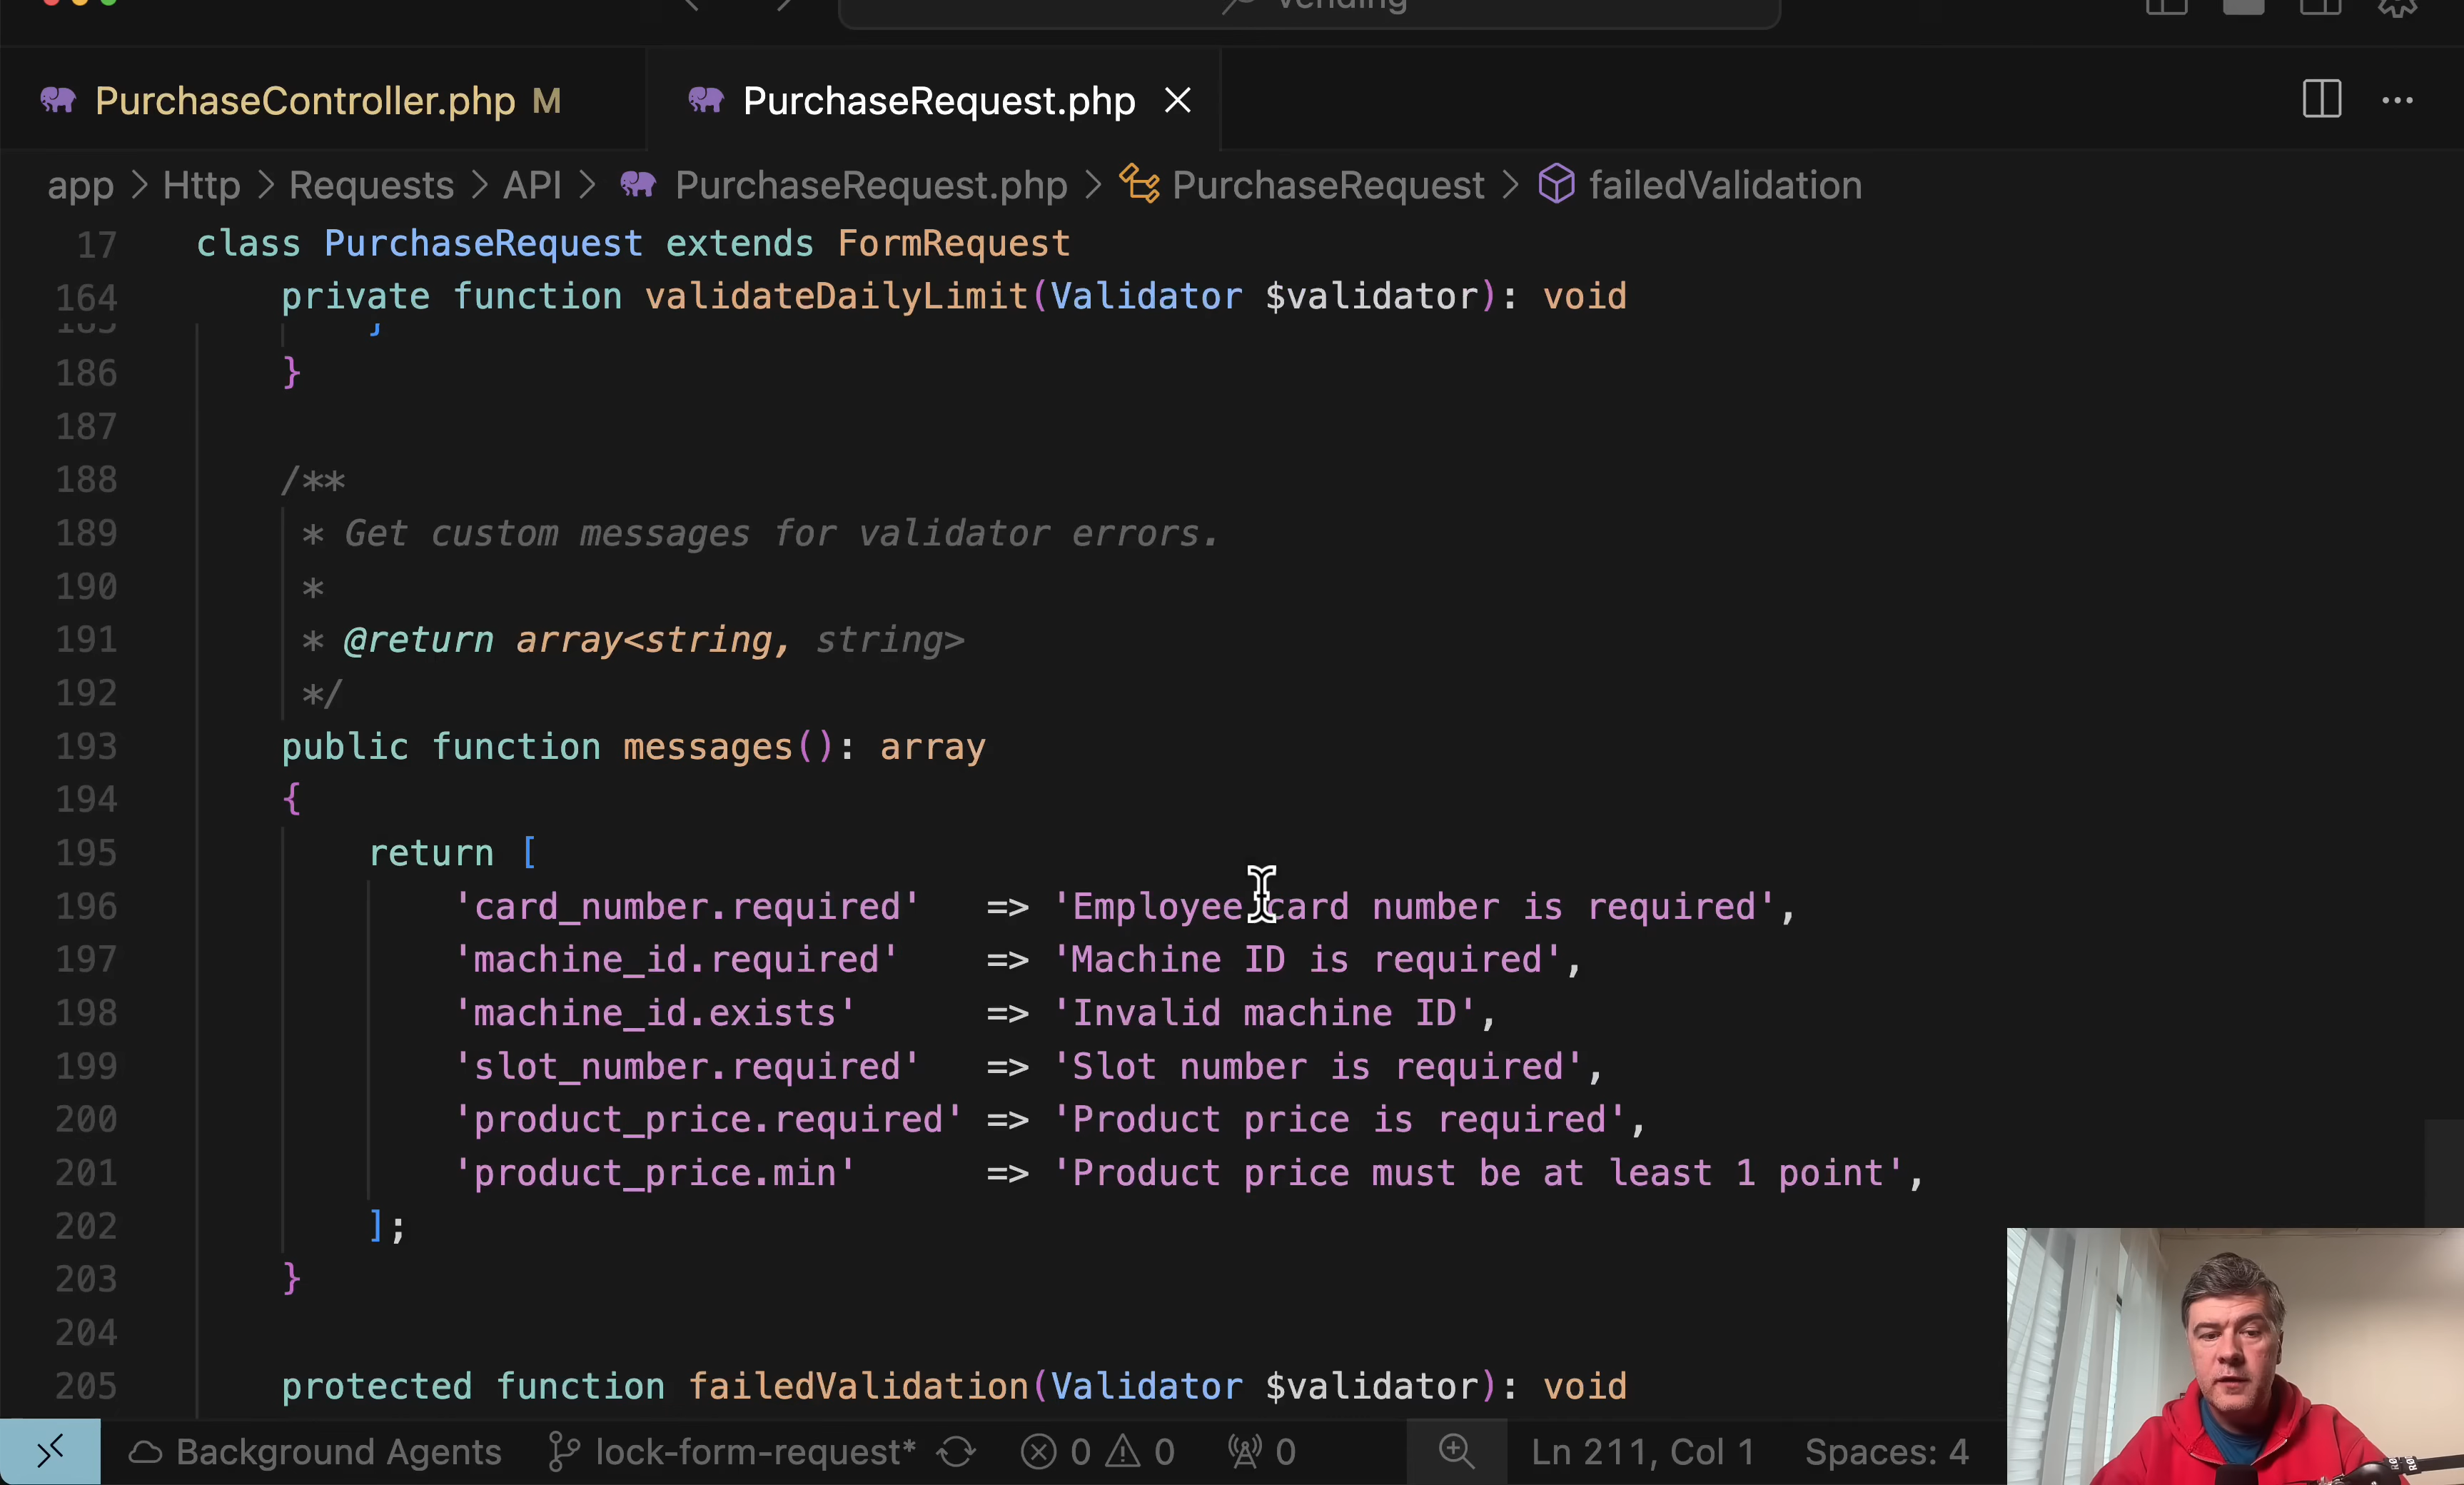 vending
PurchaseController.php M
PurchaseRequest.php
app > Http > Requests > API > PurchaseRequest.php > PurchaseRequest > failedValidation
17 class PurchaseRequest extends FormRequest
164 private function validateDailyLimit(Validator $validator): void
185 }
186 }
187
188 /**
189 * Get custom messages for validator errors.
190 *
191 * @return array<string, string>
192 */
193 public function messages(): array
194 {
195 return [
196 'card_number.required' => 'Employee card number is required',
197 'machine_id.required' => 'Machine ID is required',
198 'machine_id.exists' => 'Invalid machine ID',
199 'slot_number.required' => 'Slot number is required',
200 'product_price.required' => 'Product price is required',
201 'product_price.min' => 'Product price must be at least 1 point',
202 ];
203 }
204
205 protected function failedValidation(Validator $validator): void
Background Agents lock-form-request* 0 0 0 Ln 211, Col 1 Spaces: 4